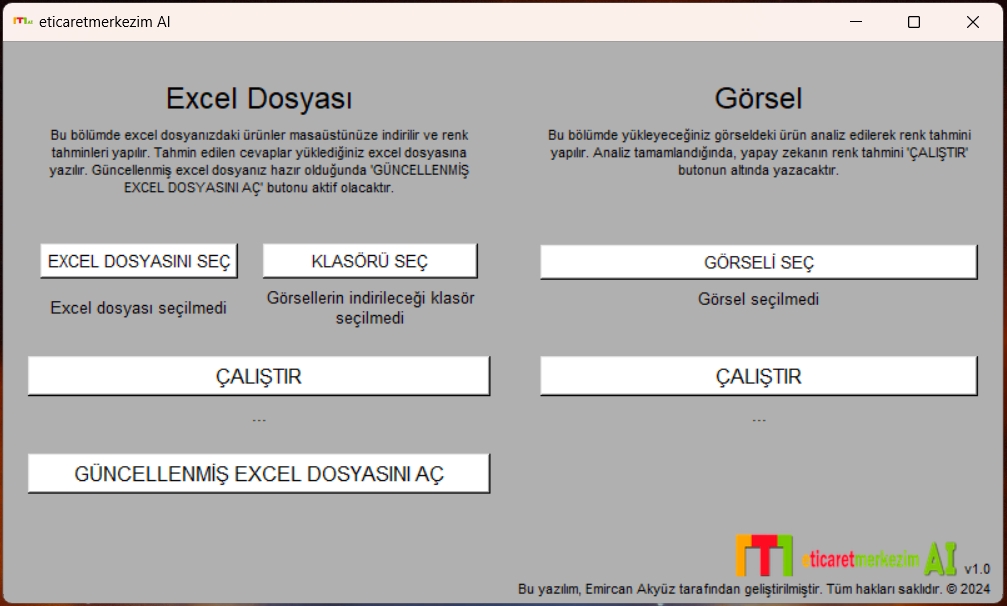 eticaretmerkezim AI
Excel Dosyası
Bu bölümde excel dosyanızdaki ürünler masaüstünüze indirilir ve renk
tahminleri yapılır. Tahmin edilen cevaplar yüklediğiniz excel dosyasına
yazılır. Güncellenmiş excel dosyanız hazır olduğunda 'GÜNCELLENMİŞ
EXCEL DOSYASINI AÇ' butonu aktif olacaktır.
EXCEL DOSYASINI SEÇ
KLASÖRÜ SEÇ
Excel dosyası seçilmedi
Görsellerin indirileceği klasör
seçilmedi
ÇALIŞTIR
...
GÜNCELLENMİŞ EXCEL DOSYASINI AÇ
Görsel
Bu bölümde yükleyeceğiniz görseldeki ürün analiz edilerek renk tahmini
yapılır. Analiz tamamlandığında, yapay zekanın renk tahmini 'ÇALIŞTIR'
butonun altında yazacaktır.
GÖRSELİ SEÇ
Görsel seçilmedi
ÇALIŞTIR
...
eticaretmerkezim AI v1.0
Bu yazılım, Emircan Akyüz tarafından geliştirilmiştir. Tüm hakları saklıdır. © 2024